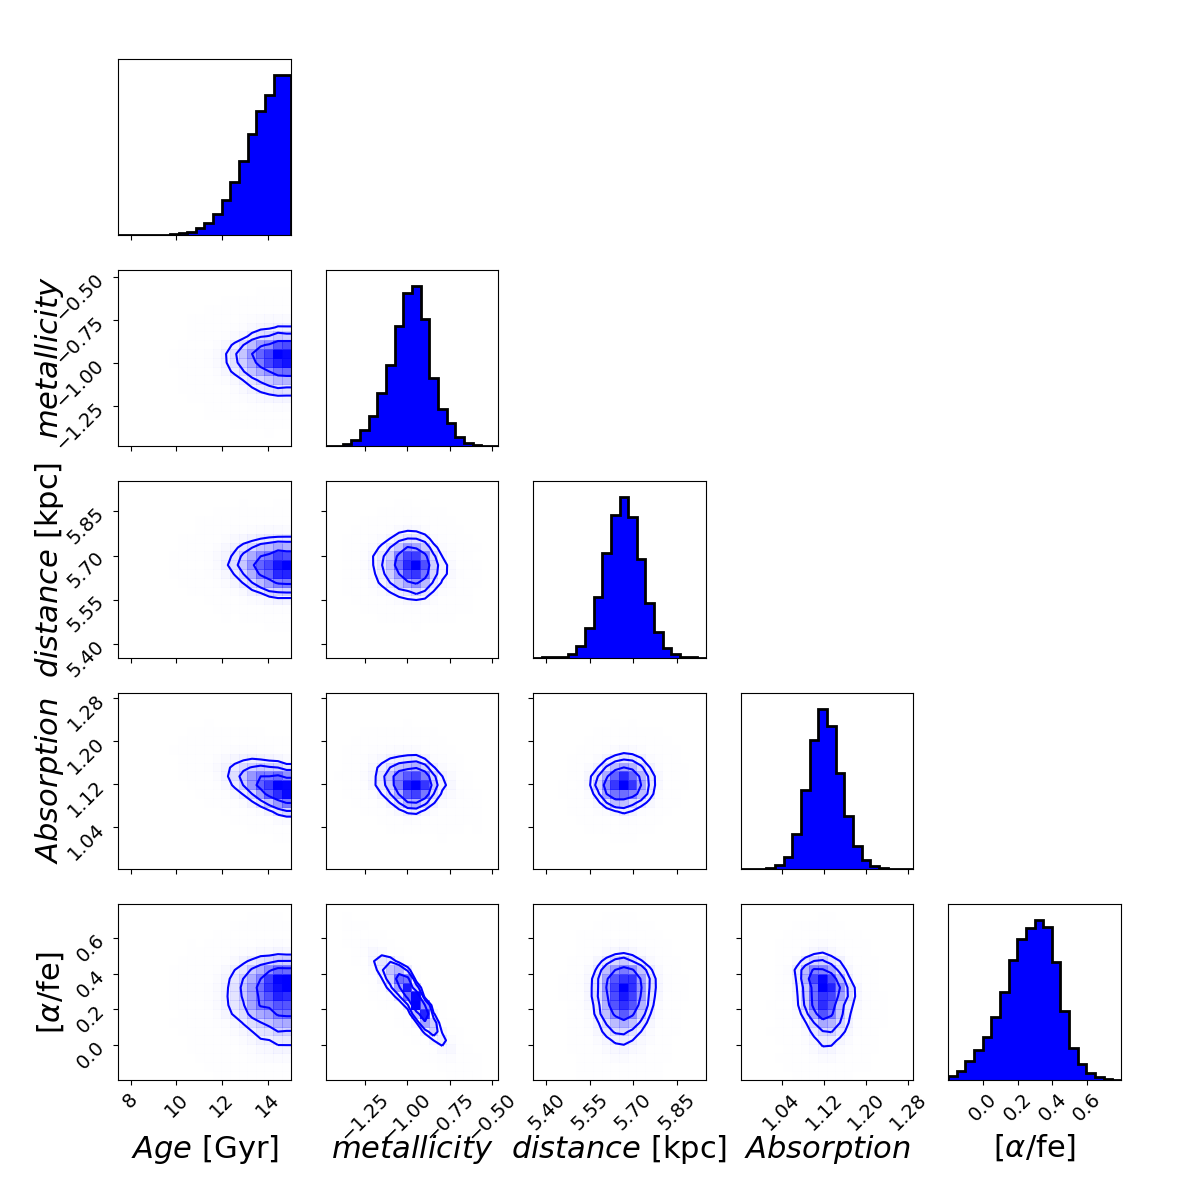 metallicity
−0.50
−0.75
−1.00
−1.25
distance [kpc]
5.85
5.70
5.55
5.40
Absorption
1.28
1.20
1.12
1.04
[α/fe]
0.6
0.4
0.2
0.0
8 10 12 14
−1.25 −1.00 −0.75 −0.50
5.40 5.55 5.70 5.85
1.04 1.12 1.20 1.28
0.0 0.2 0.4 0.6
Age [Gyr] metallicity distance [kpc] Absorption [α/fe]